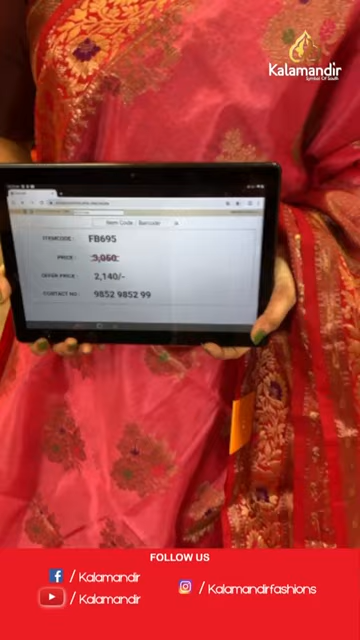 Kalamandir
Symbol Of South
Item Code / Barcode
ITEMCODE : FB695
PRICE : 3,060
OFFER PRICE : 2,140/-
CONTACT NO : 9852 9852 99
FOLLOW US
/ Kalamandir
/ Kalamandirfashions
/ Kalamandir